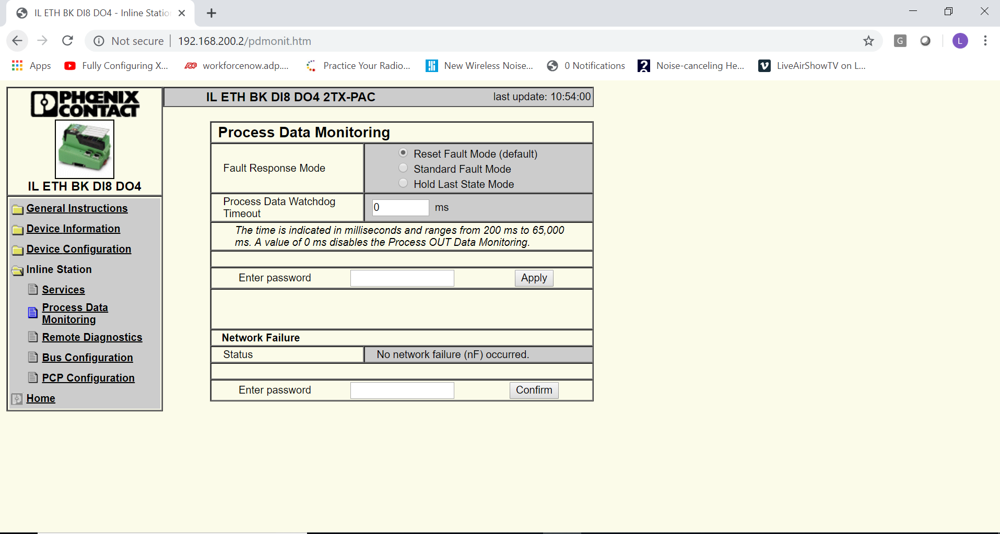 IL ETH BK DI8 DO4 - Inline Statio
Not secure 192.168.200.2/pdmonit.htm
G
L
Apps
Fully Configuring X...
ADP workforcenow.adp....
Practice Your Radio...
New Wireless Noise...
0 Notifications
Noise-canceling He...
LiveAirShowTV on L...
PHŒNIX
CONTACT
IL ETH BK DI8 DO4
General Instructions
Device Information
Device Configuration
Inline Station
Services
Process Data
Monitoring
Remote Diagnostics
Bus Configuration
PCP Configuration
Home
IL ETH BK DI8 DO4 2TX-PAC
last update: 10:54:00
Process Data Monitoring
Fault Response Mode
Reset Fault Mode (default)
Standard Fault Mode
Hold Last State Mode
Process Data Watchdog
Timeout
0 ms
The time is indicated in milliseconds and ranges from 200 ms to 65,000
ms. A value of 0 ms disables the Process OUT Data Monitoring.
Enter password
Apply
Network Failure
Status
No network failure (nF) occurred.
Enter password
Confirm